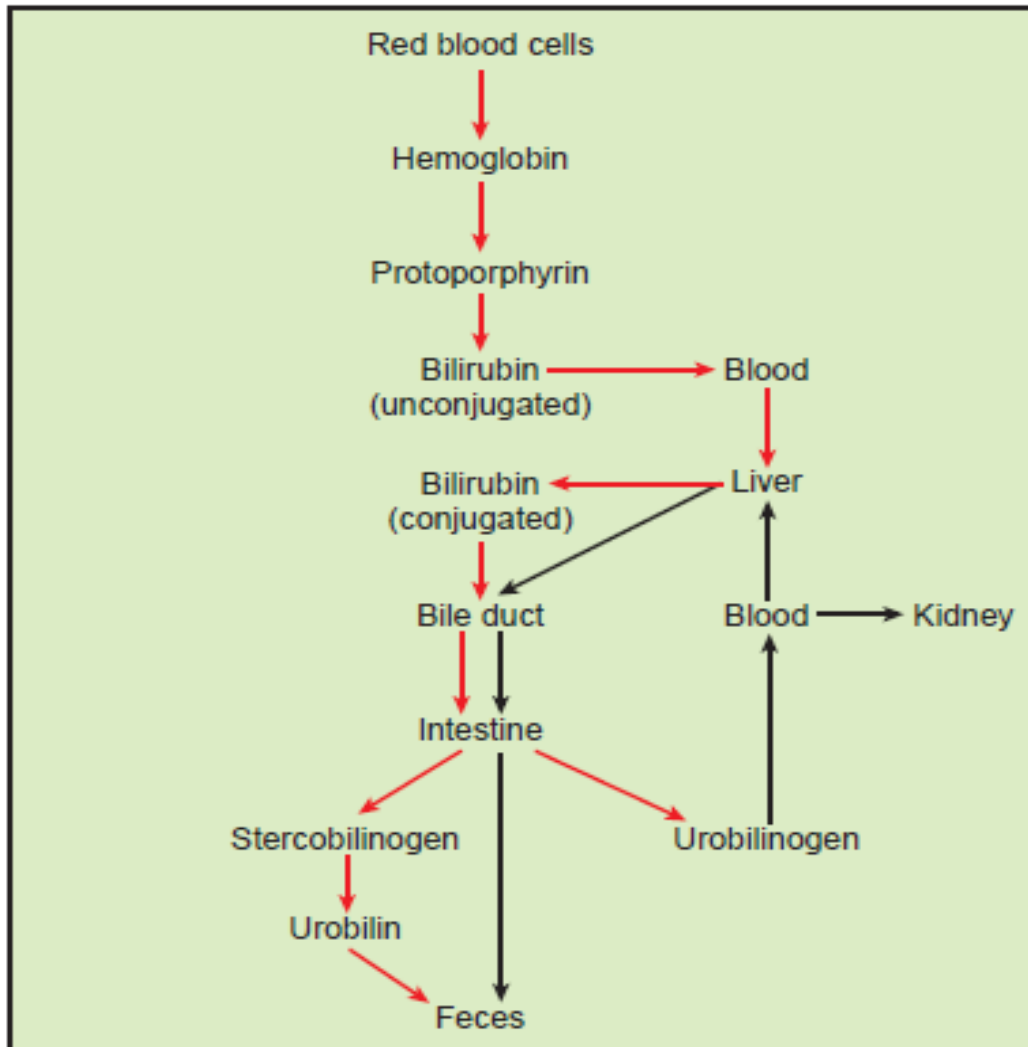 Red blood cells
Hemoglobin
Protoporphyrin
Bilirubin
(unconjugated)
Blood
Bilirubin
(conjugated)
Liver
Bile duct
Blood
Kidney
Intestine
Stercobilinogen
Urobilinogen
Urobilin
Feces